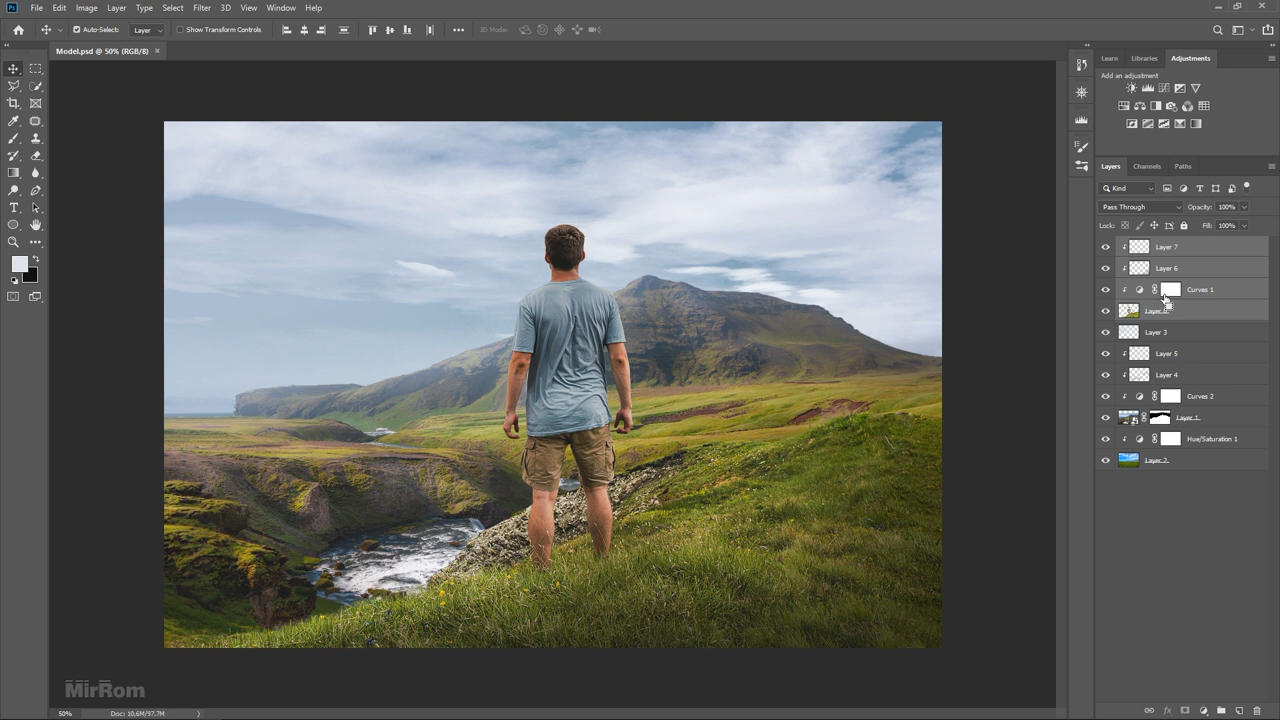 Ps File Edit Image Layer Type Select Filter 3D View Window Help
Auto-Select: Layer Show Transform Controls 3D Mode:
Model.psd @ 50% (RGB/8)
Learn Libraries Adjustments
Add an adjustment
Layers Channels Paths
Kind
Pass Through Opacity: 100%
Lock: Fill: 100%
Layer 7
Layer 6
Curves 1
Layer 3
Layer 5
Layer 4
Curves 2
Layer 1
Hue/Saturation 1
Layer 2
MirRom
50% Doc: 10,6M/97,7M